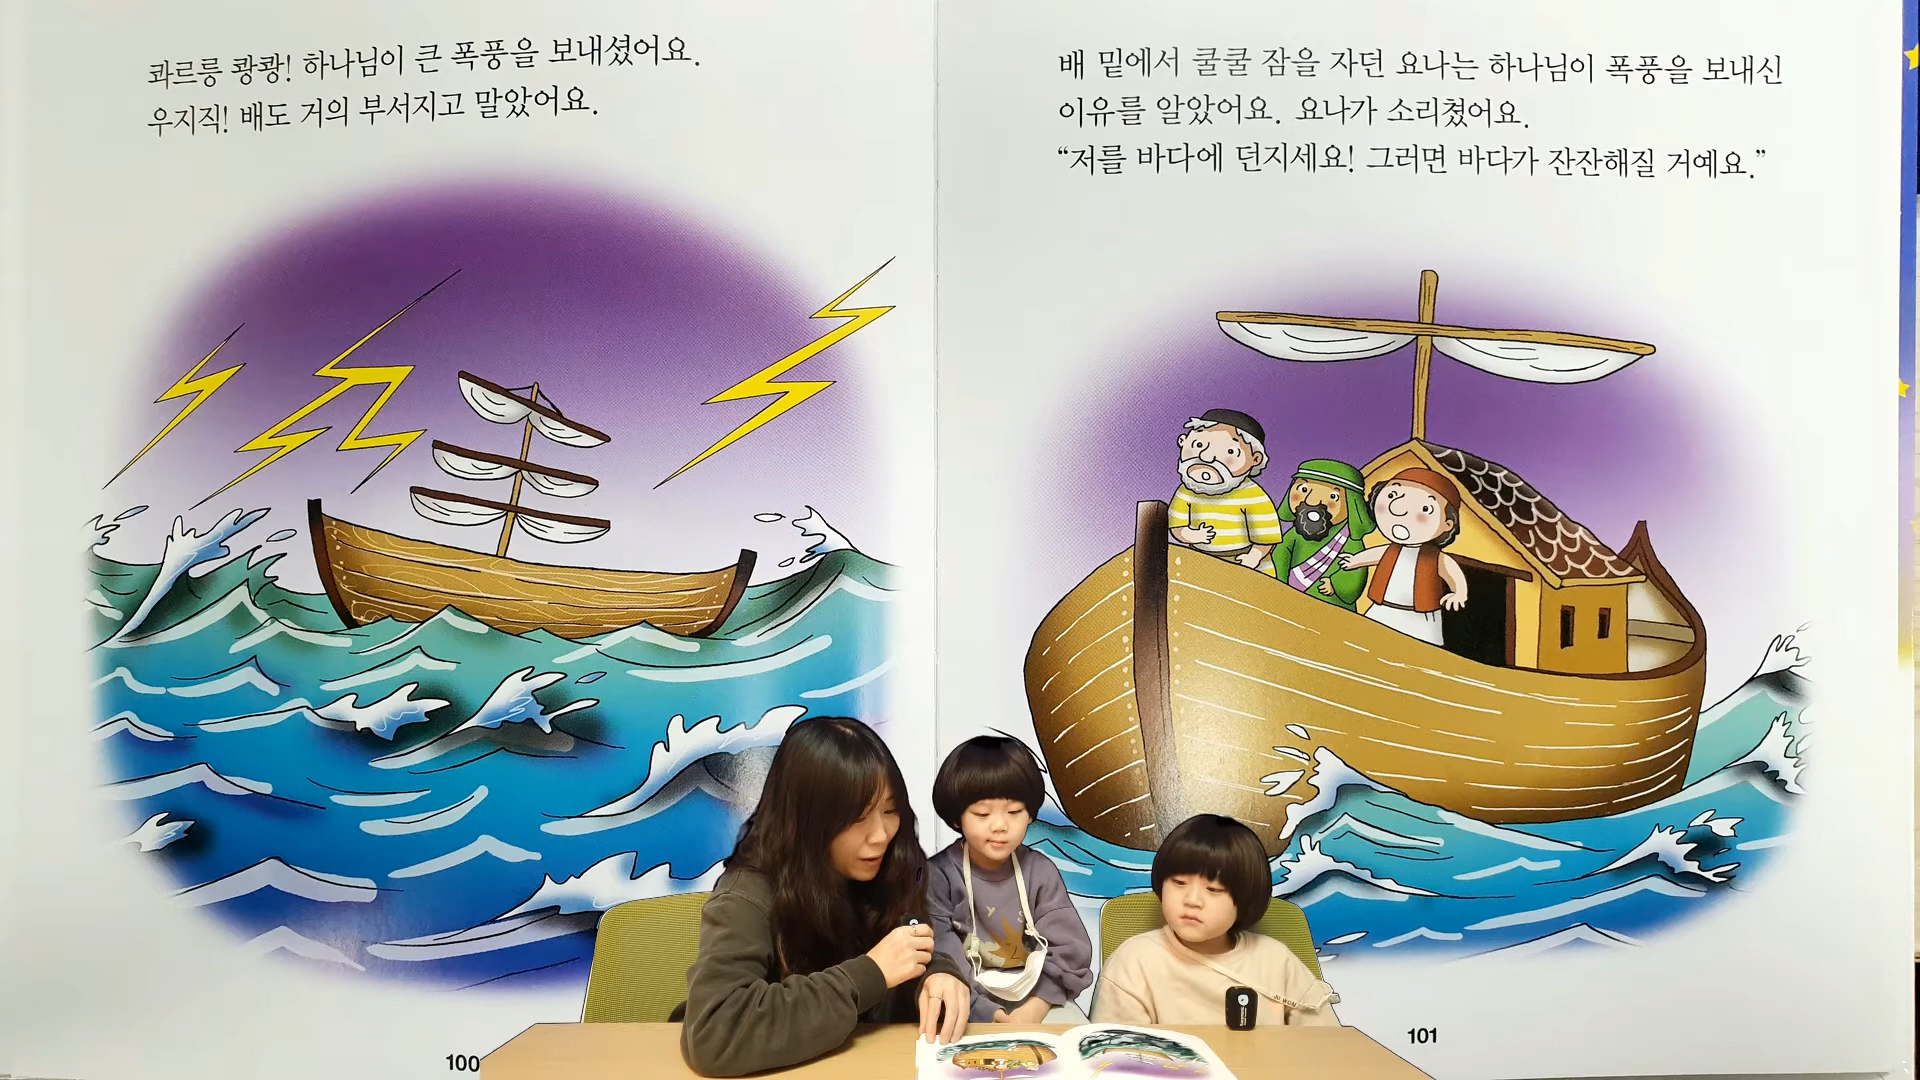 콰르릉 쾅쾅! 하나님이 큰 폭풍을 보내셨어요.
우지직! 배도 거의 부서지고 말았어요.
배 밑에서 쿨쿨 잠을 자던 요나는 하나님이 폭풍을 보내신
이유를 알았어요. 요나가 소리쳤어요.
“저를 바다에 던지세요! 그러면 바다가 잔잔해질 거예요.”
100
101